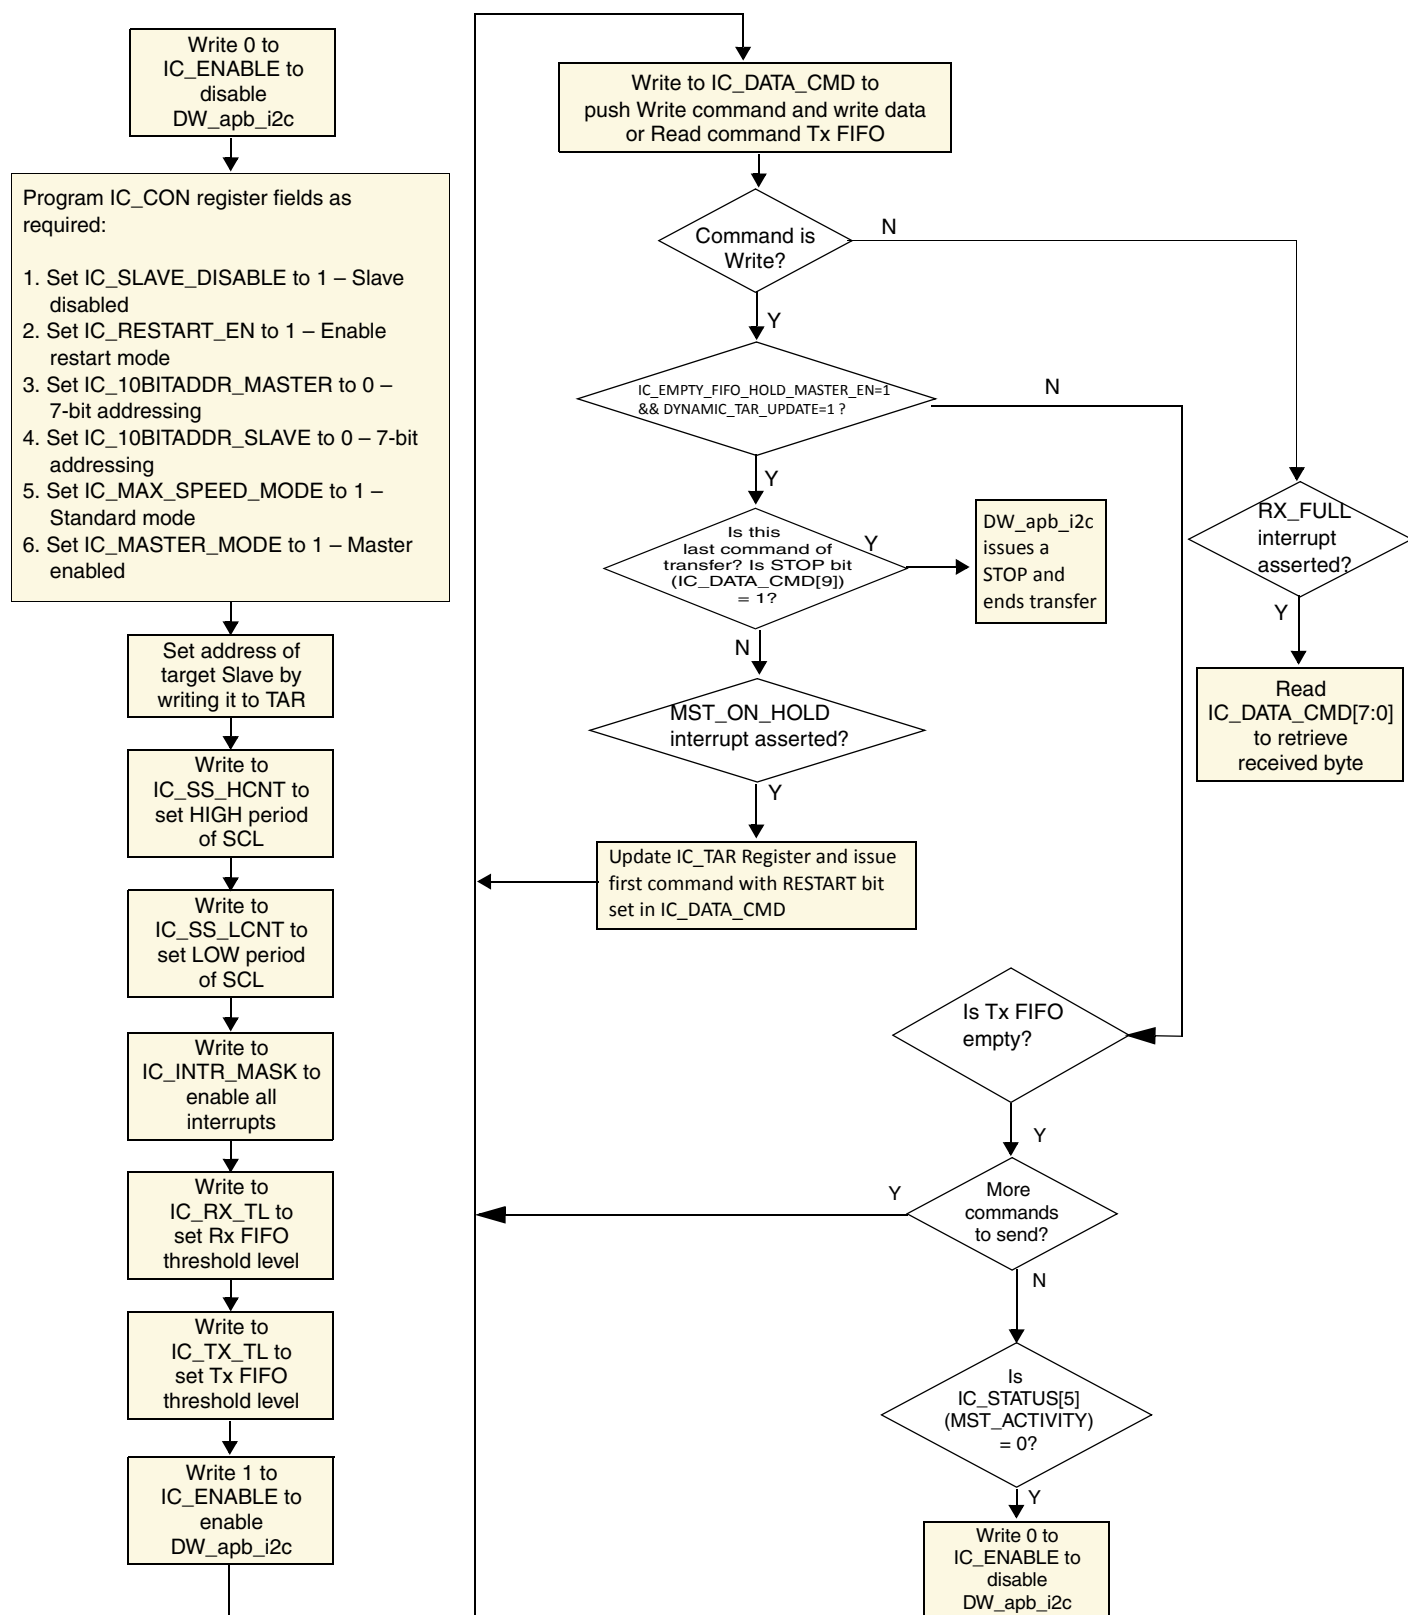 Write 0 to
IC_ENABLE to
disable
DW_apb_i2c
Program IC_CON register fields as
required:
1. Set IC_SLAVE_DISABLE to 1 – Slave
disabled
2. Set IC_RESTART_EN to 1 – Enable
restart mode
3. Set IC_10BITADDR_MASTER to 0 –
7-bit addressing
4. Set IC_10BITADDR_SLAVE to 0 – 7-bit
addressing
5. Set IC_MAX_SPEED_MODE to 1 –
Standard mode
6. Set IC_MASTER_MODE to 1 – Master
enabled
Set address of
target Slave by
writing it to TAR
Write to
IC_SS_HCNT to
set HIGH period
of SCL
Write to
IC_SS_LCNT to
set LOW period
of SCL
Write to
IC_INTR_MASK to
enable all
interrupts
Write to
IC_RX_TL to
set Rx FIFO
threshold level
Write to
IC_TX_TL to
set Tx FIFO
threshold level
Write 1 to
IC_ENABLE to
enable
DW_apb_i2c
Write to IC_DATA_CMD to
push Write command and write data
or Read command Tx FIFO
Command is
Write?
N
Y
IC_EMPTY_FIFO_HOLD_MASTER_EN=1
&& DYNAMIC_TAR_UPDATE=1 ?
N
Y
Is this
last command of
transfer? Is STOP bit
(IC_DATA_CMD[9])
= 1?
Y
DW_apb_i2c
issues a
STOP and
ends transfer
N
MST_ON_HOLD
interrupt asserted?
Y
Update IC_TAR Register and issue
first command with RESTART bit
set in IC_DATA_CMD
RX_FULL
interrupt
asserted?
Y
Read
IC_DATA_CMD[7:0]
to retrieve
received byte
Is Tx FIFO
empty?
Y
More
commands
to send?
Y
N
Is
IC_STATUS[5]
(MST_ACTIVITY)
= 0?
Y
Write 0 to
IC_ENABLE to
disable
DW_apb_i2c